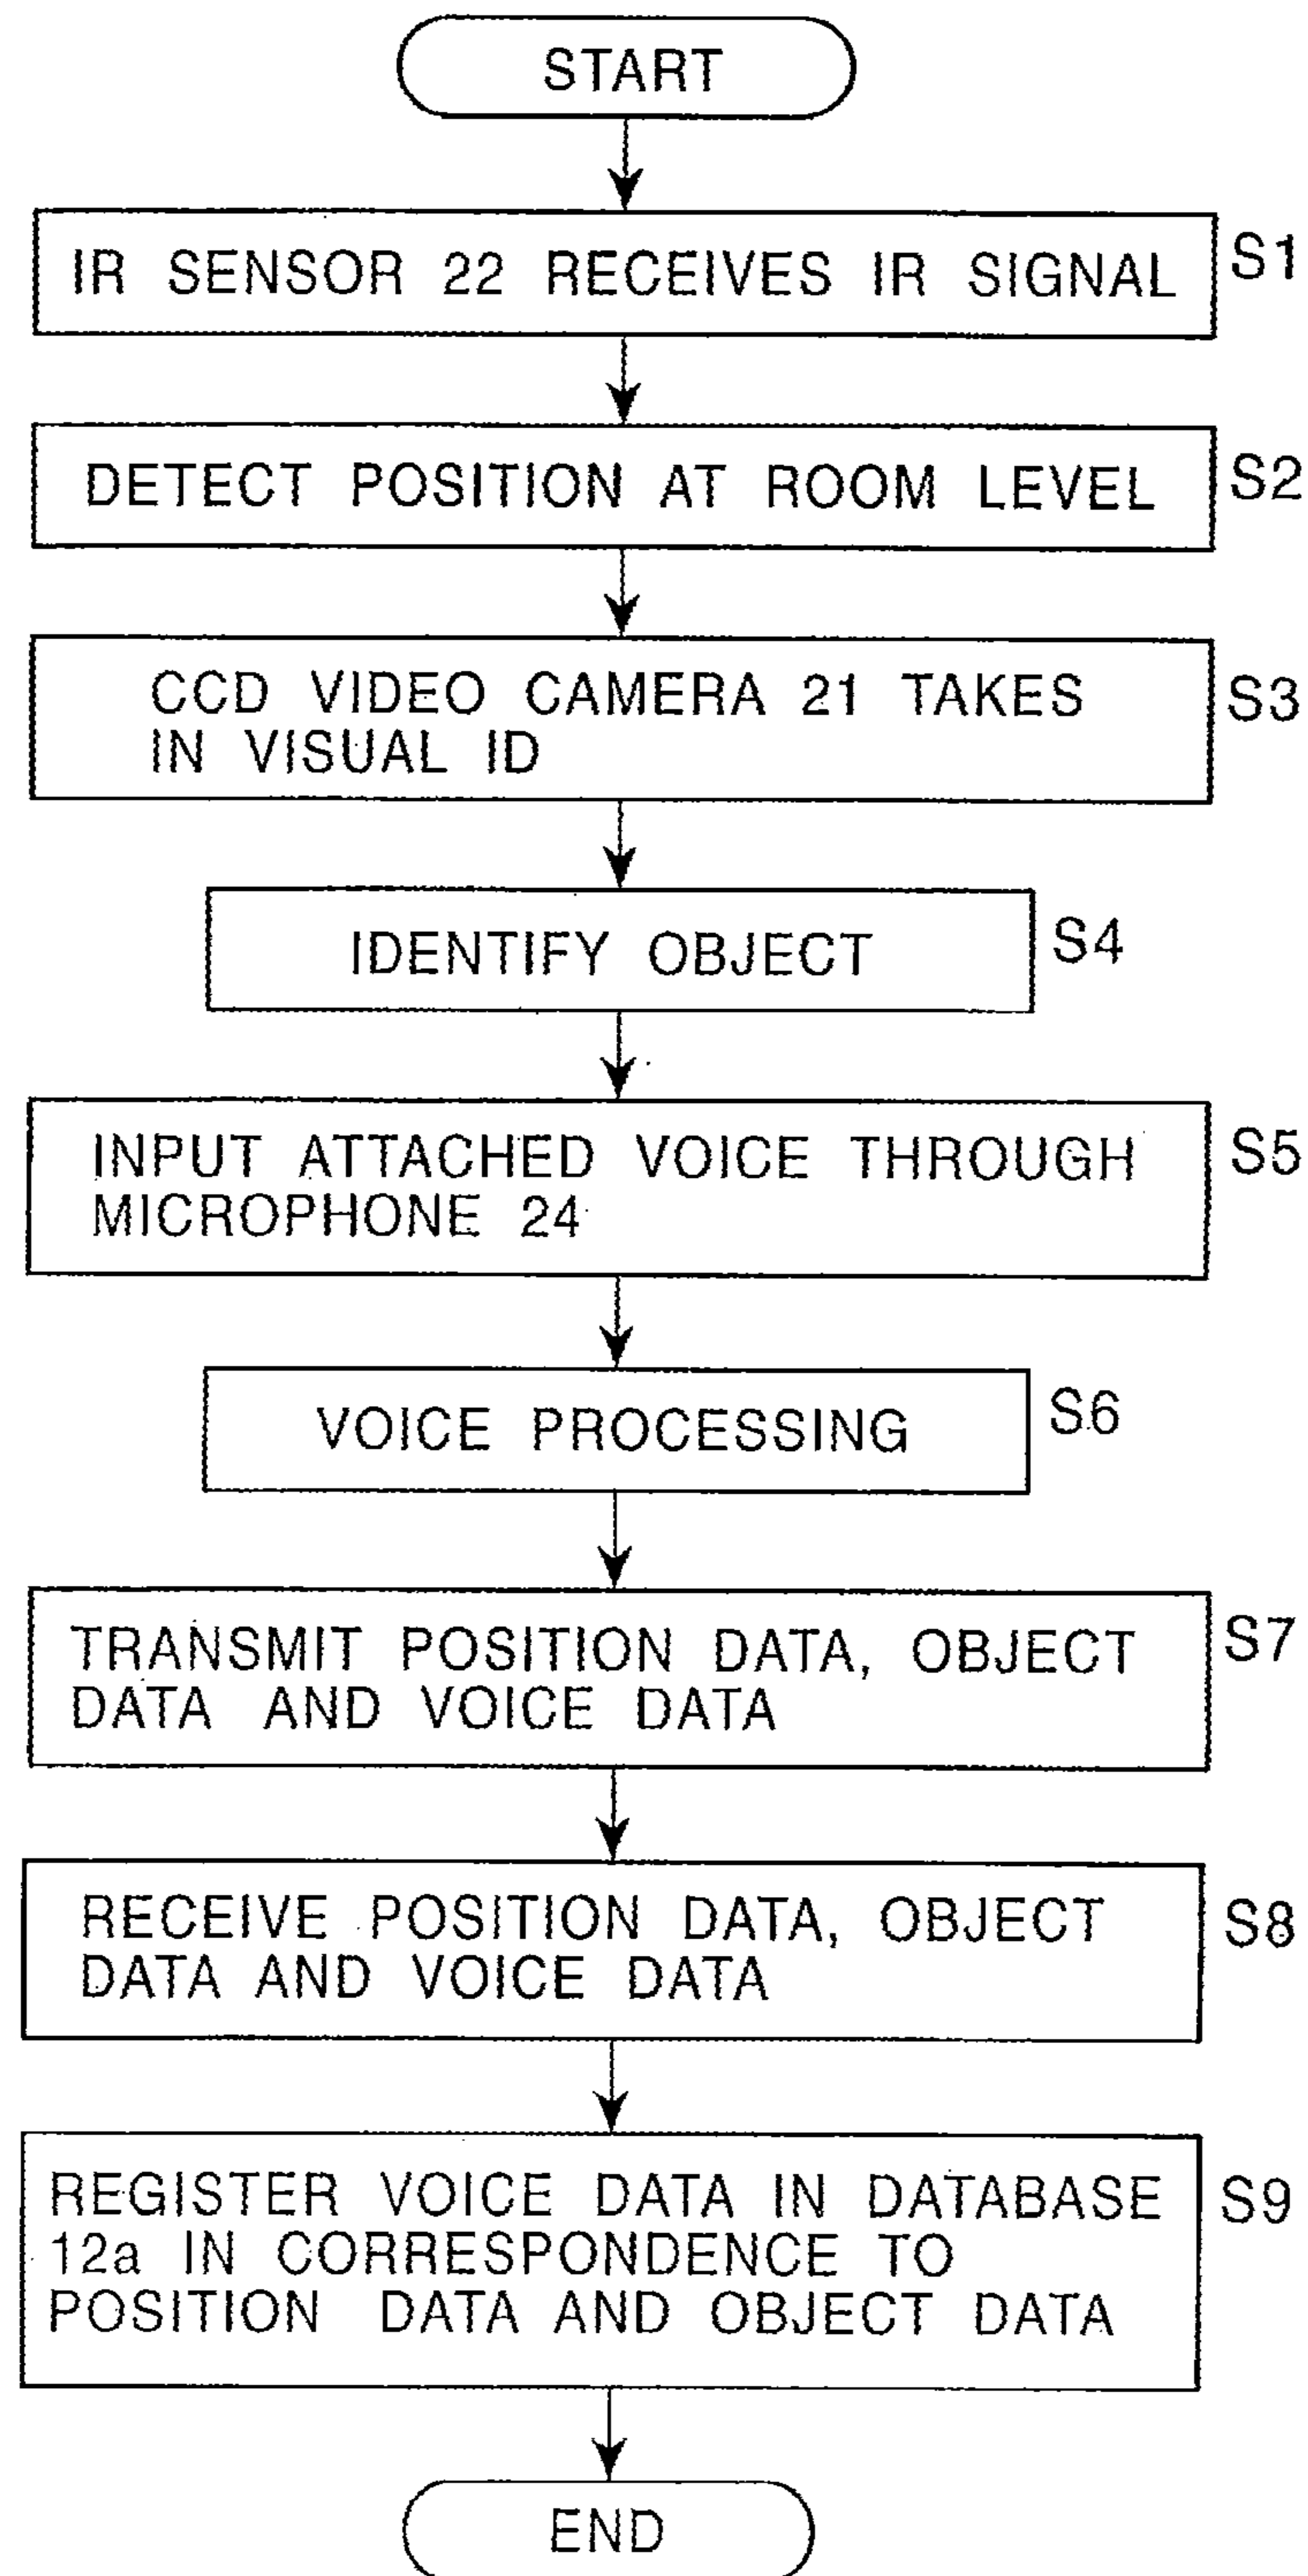 START
IR SENSOR 22 RECEIVES IR SIGNAL
S1
DETECT POSITION AT ROOM LEVEL
S2
CCD VIDEO CAMERA 21 TAKES
IN VISUAL ID
S3
IDENTIFY OBJECT
S4
INPUT ATTACHED VOICE THROUGH
MICROPHONE 24
S5
VOICE PROCESSING
S6
TRANSMIT POSITION DATA, OBJECT
DATA AND VOICE DATA
S7
RECEIVE POSITION DATA, OBJECT
DATA AND VOICE DATA
S8
REGISTER VOICE DATA IN DATABASE
12a IN CORRESPONDENCE TO
POSITION DATA AND OBJECT DATA
S9
END